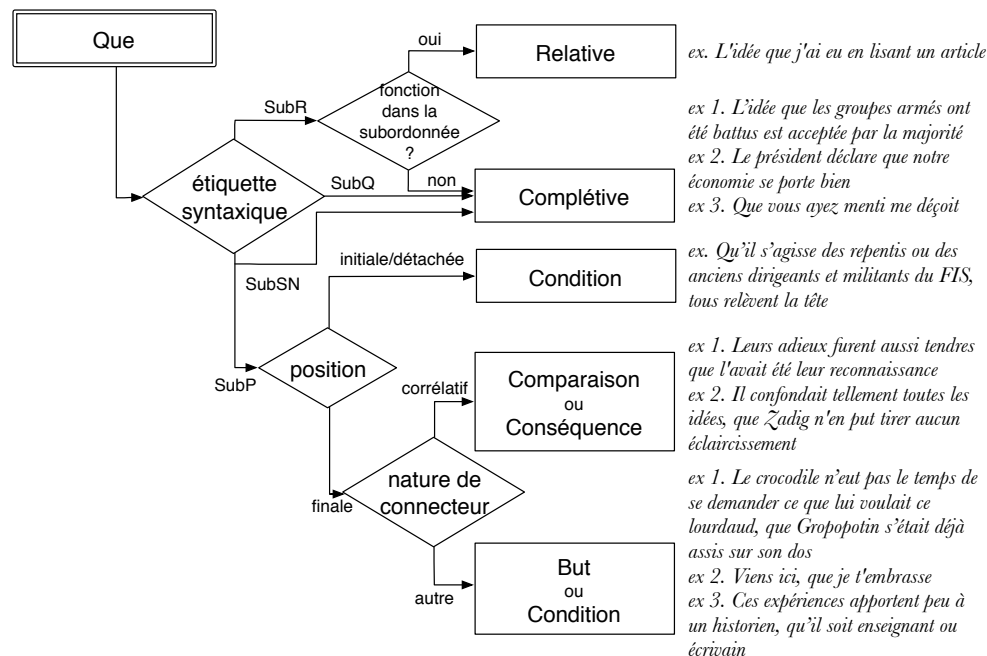 Que
oui
Relative
ex. L'idée que j'ai eu en lisant un article
fonction
dans la
subordonnée
?
SubR
ex 1. L'idée que les groupes armés ont
été battus est acceptée par la majorité
ex 2. Le président déclare que notre
économie se porte bien
ex 3. Que vous ayez menti me déçoit
étiquette
syntaxique
SubQ
non
Complétive
SubSN
initiale/détachée
Condition
ex. Qu'il s'agisse des repentis ou des
anciens dirigeants et militants du FIS,
tous relèvent la tête
SubP
position
corrélatif
Comparaison
ou
Conséquence
ex 1. Leurs adieux furent aussi tendres
que l'avait été leur reconnaissance
ex 2. Il confondait tellement toutes les
idées, que Zadig n'en put tirer aucun
éclaircissement
finale
nature de
connecteur
autre
But
ou
Condition
ex 1. Le crocodile n'eut pas le temps de
se demander ce que lui voulait ce
lourdaud, que Gropopotin s'était déjà
assis sur son dos
ex 2. Viens ici, que je t'embrasse
ex 3. Ces expériences apportent peu à
un historien, qu'il soit enseignant ou
écrivain